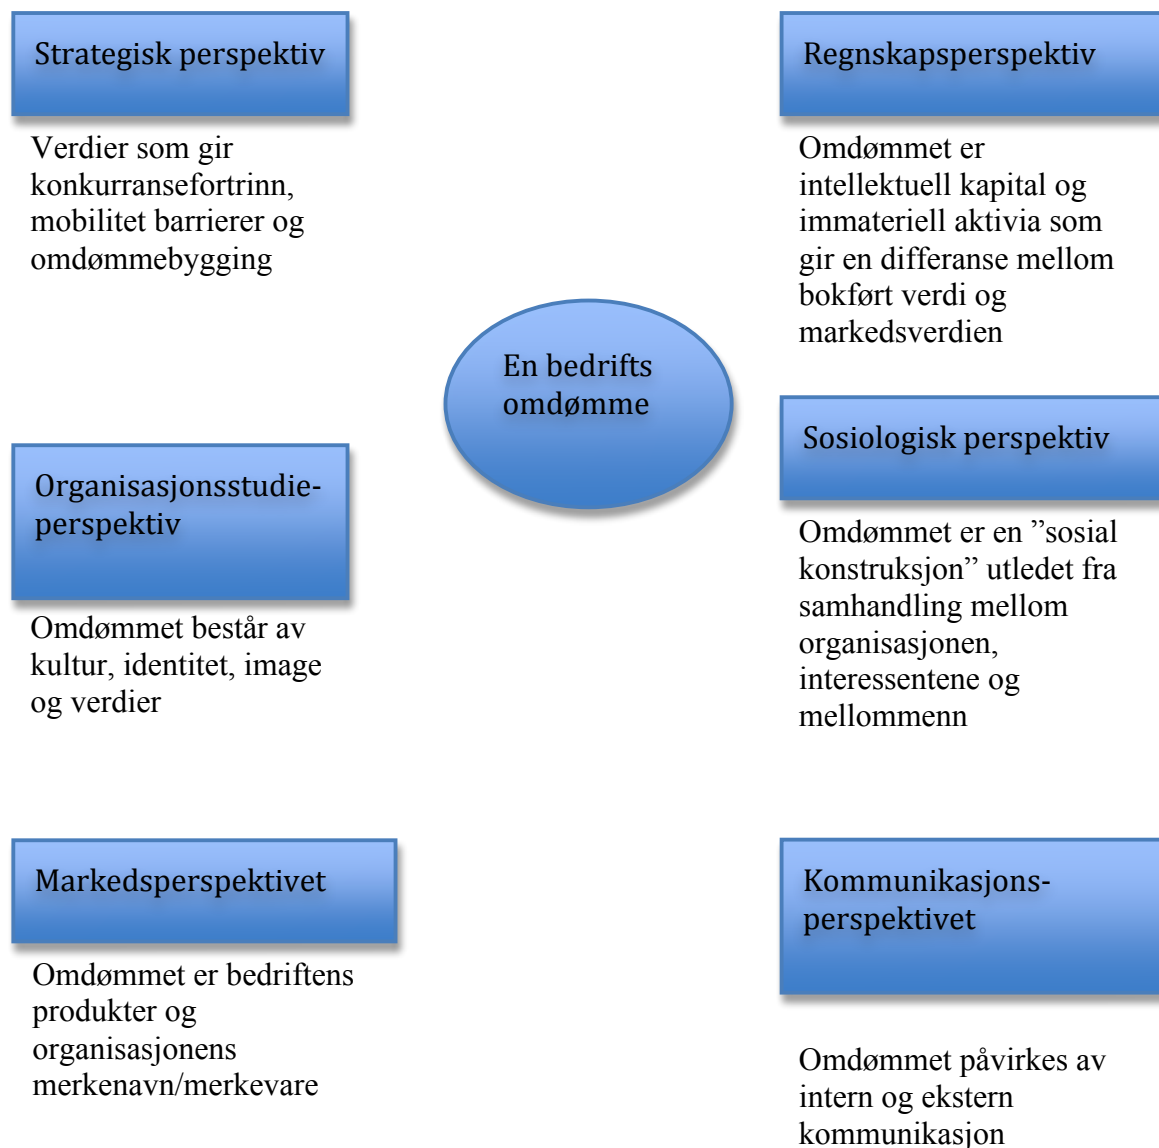 Strategisk perspektiv
Verdier som gir
konkurransefortrinn,
mobilitet barrierer og
omdømmebygging
Regnskapsperspektiv
Omdømmet er
intellektuell kapital og
immateriell aktivia som
gir en differanse mellom
bokført verdi og
markedsverdien
En bedrifts
omdømme
Organisasjonsstudie-
perspektiv
Omdømmet består av
kultur, identitet, image
og verdier
Sosiologisk perspektiv
Omdømmet er en ”sosial
konstruksjon” utledet fra
samhandling mellom
organisasjonen,
interessentene og
mellommenn
Markedsperspektivet
Omdømmet er bedriftens
produkter og
organisasjonens
merkenavn/merkevare
Kommunikasjons-
perspektivet
Omdømmet påvirkes av
intern og ekstern
kommunikasjon